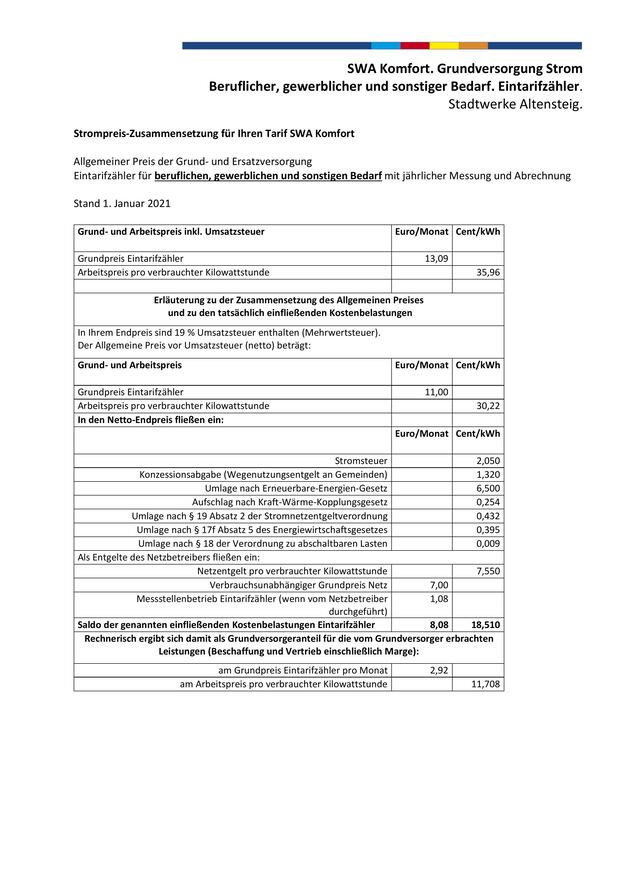 SWA Komfort. Grundversorgung Strom
Beruflicher, gewerblicher und sonstiger Bedarf. Eintarifzähler.
Stadtwerke Altensteig.
Strompreis-Zusammensetzung für Ihren Tarif SWA Komfort
Allgemeiner Preis der Grund- und Ersatzversorgung
Eintarifzähler für beruflichen, gewerblichen und sonstigen Bedarf mit jährlicher Messung und Abrechnung
Stand 1. Januar 2021
Grund- und Arbeitspreis inkl. Umsatzsteuer Euro/Monat Cent/kWh
Grundpreis Eintarifzähler 13,09
Arbeitspreis pro verbrauchter Kilowattstunde 35,96
Erläuterung zu der Zusammensetzung des Allgemeinen Preises
und zu den tatsächlich einfließenden Kostenbelastungen
In Ihrem Endpreis sind 19 % Umsatzsteuer enthalten (Mehrwertsteuer).
Der Allgemeine Preis vor Umsatzsteuer (netto) beträgt:
Grund- und Arbeitspreis Euro/Monat Cent/kWh
Grundpreis Eintarifzähler 11,00
Arbeitspreis pro verbrauchter Kilowattstunde 30,22
In den Netto-Endpreis fließen ein:
Euro/Monat Cent/kWh
Stromsteuer 2,050
Konzessionsabgabe (Wegenutzungsentgelt an Gemeinden) 1,320
Umlage nach Erneuerbare-Energien-Gesetz 6,500
Aufschlag nach Kraft-Wärme-Kopplungsgesetz 0,254
Umlage nach § 19 Absatz 2 der Stromnetzentgeltverordnung 0,432
Umlage nach § 17f Absatz 5 des Energiewirtschaftsgesetzes 0,395
Umlage nach § 18 der Verordnung zu abschaltbaren Lasten 0,009
Als Entgelte des Netzbetreibers fließen ein:
Netzentgelt pro verbrauchter Kilowattstunde 7,550
Verbrauchsunabhängiger Grundpreis Netz 7,00
Messstellenbetrieb Eintarifzähler (wenn vom Netzbetreiber 1,08
durchgeführt)
Saldo der genannten einfließenden Kostenbelastungen Eintarifzähler 8,08 18,510
Rechnerisch ergibt sich damit als Grundversorgeranteil für die vom Grundversorger erbrachten
Leistungen (Beschaffung und Vertrieb einschließlich Marge):
am Grundpreis Eintarifzähler pro Monat 2,92
am Arbeitspreis pro verbrauchter Kilowattstunde 11,708